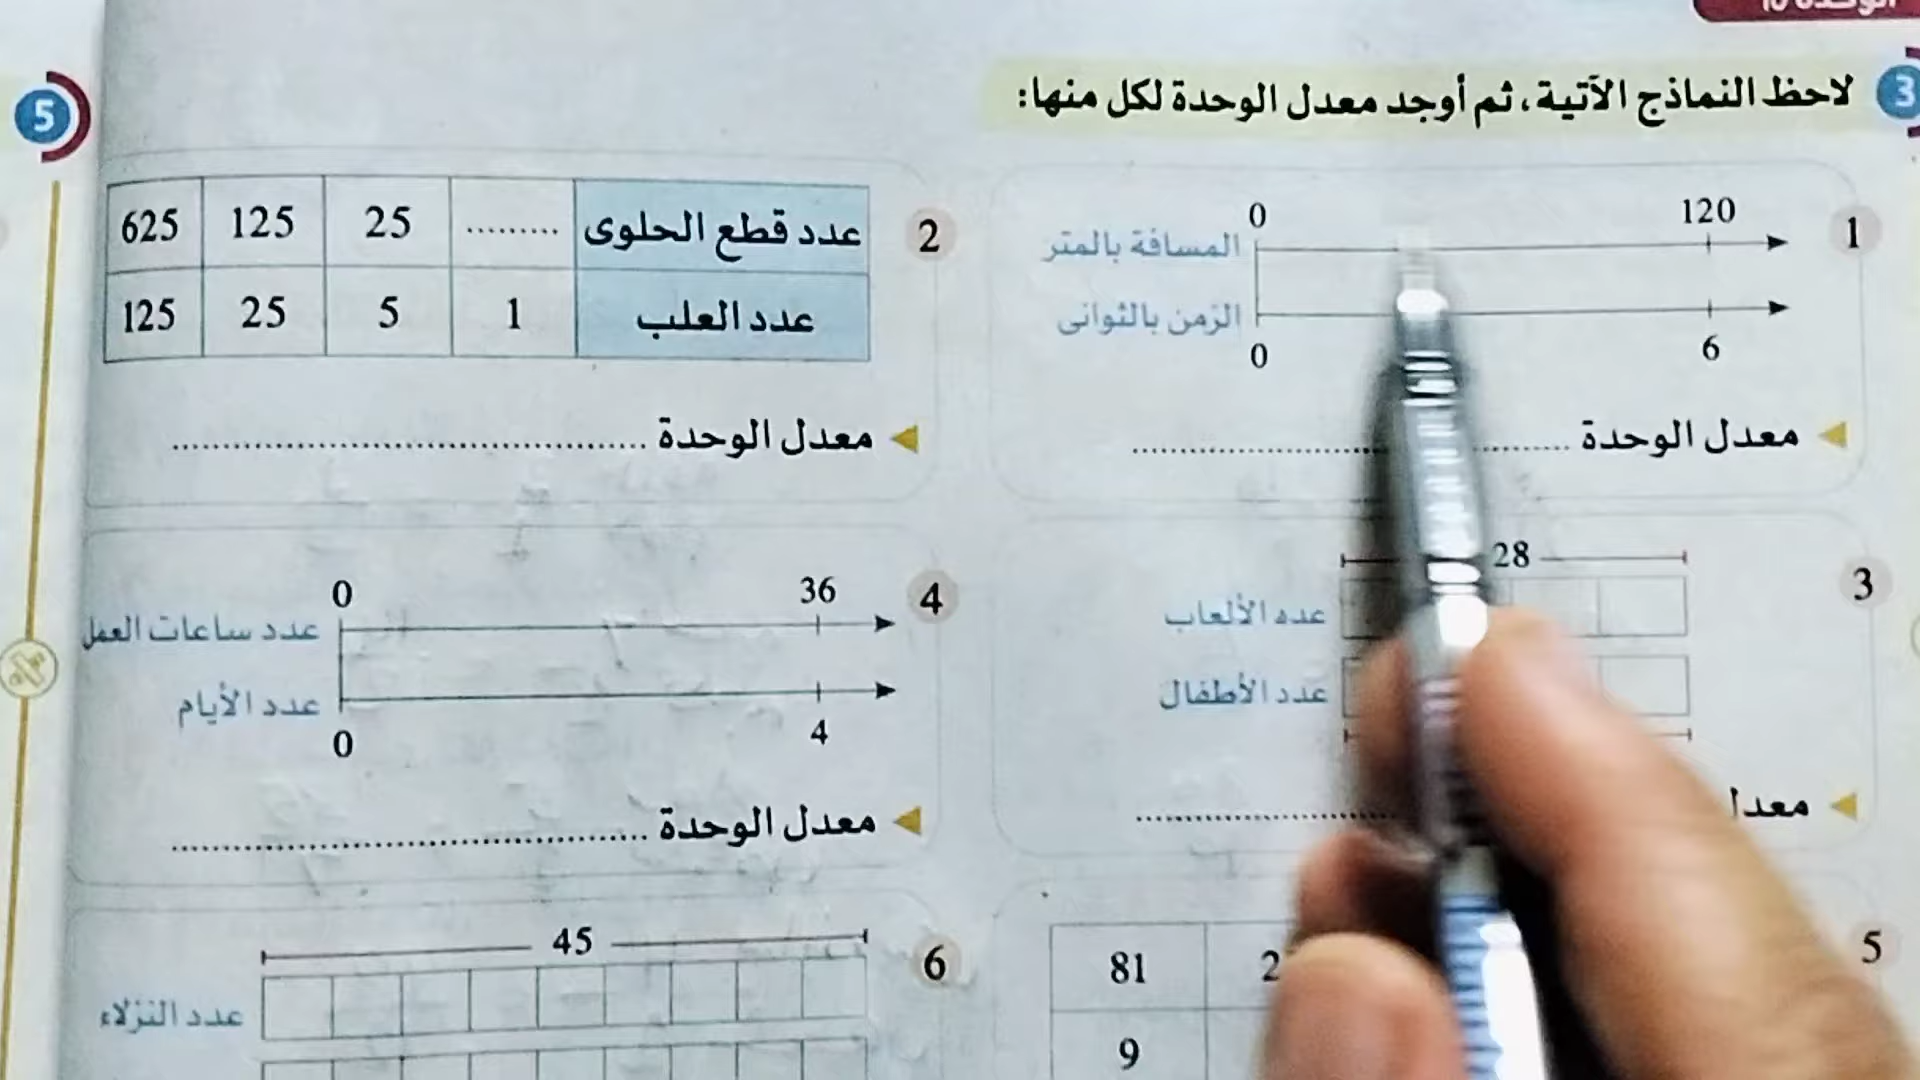 3 لاحظ النماذج الآتية، ثم أوجد معدل الوحدة لكل منها:
1
0 120
المسافة بالمتر
الزمن بالثوانى
0 6
معدل الوحدة ........................
2
عدد قطع الحلوى ......... 25 125 625
عدد العلب 1 5 25 125
معدل الوحدة ........................
3
28
عدد الألعاب
عدد الأطفال
معدل ........................
4
0 36
عدد ساعات العمل
عدد الأيام
0 4
معدل الوحدة ........................
5
81
9
6
45
عدد النزلاء
5